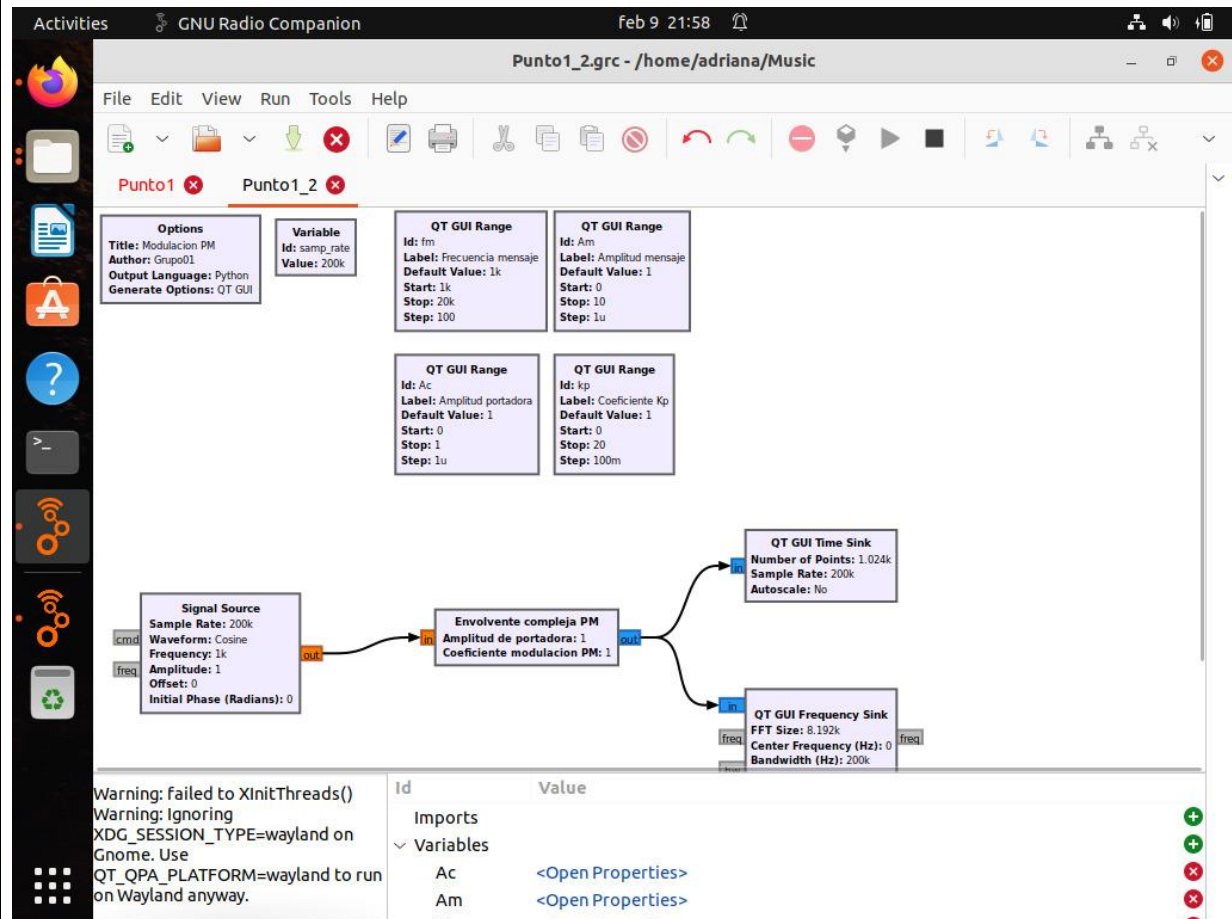 Activities
GNU Radio Companion
feb 9 21:58
Punto1_2.grc - /home/adriana/Music
File Edit View Run Tools Help
Punto1
Punto1_2
Options
Title: Modulacion PM
Author: Grupo01
Output Language: Python
Generate Options: QT GUI
Variable
Id: samp_rate
Value: 200k
QT GUI Range
Id: fm
Label: Frecuencia mensaje
Default Value: 1k
Start: 1k
Stop: 20k
Step: 100
QT GUI Range
Id: Am
Label: Amplitud mensaje
Default Value: 1
Start: 0
Stop: 10
Step: 1u
QT GUI Range
Id: Ac
Label: Amplitud portadora
Default Value: 1
Start: 0
Stop: 1
Step: 1u
QT GUI Range
Id: kp
Label: Coeficiente Kp
Default Value: 1
Start: 0
Stop: 20
Step: 100m
Signal Source
Sample Rate: 200k
Waveform: Cosine
Frequency: 1k
Amplitude: 1
Offset: 0
Initial Phase (Radians): 0
cmd
freq
out
Envolvente compleja PM
Amplitud de portadora: 1
Coeficiente modulacion PM: 1
in
out
QT GUI Time Sink
Number of Points: 1.024k
Sample Rate: 200k
Autoscale: No
in
QT GUI Frequency Sink
FFT Size: 8.192k
Center Frequency (Hz): 0
Bandwidth (Hz): 200k
in
freq
freq
Warning: failed to XInitThreads()
Warning: Ignoring
XDG_SESSION_TYPE=wayland on
Gnome. Use
QT_QPA_PLATFORM=wayland to run
on Wayland anyway.
Id Value
Imports
Variables
Ac <Open Properties>
Am <Open Properties>